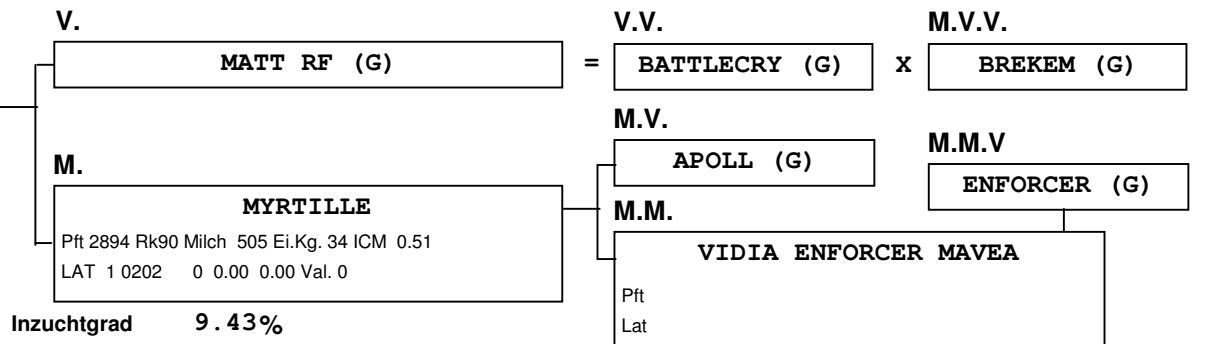 V.
V.V.
M.V.V.
MATT RF (G)
=
BATTLECRY (G)
X
BREKEM (G)
M.V.
M.M.V
M.
APOLL (G)
ENFORCER (G)
MYRTILLE
M.M.
Pft 2894 Rk90 Milch 505 Ei.Kg. 34 ICM 0.51
VIDIA ENFORCER MAVEA
LAT 1 0202 0 0.00 0.00 Val. 0
Pft
Inzuchtgrad 9.43%
Lat